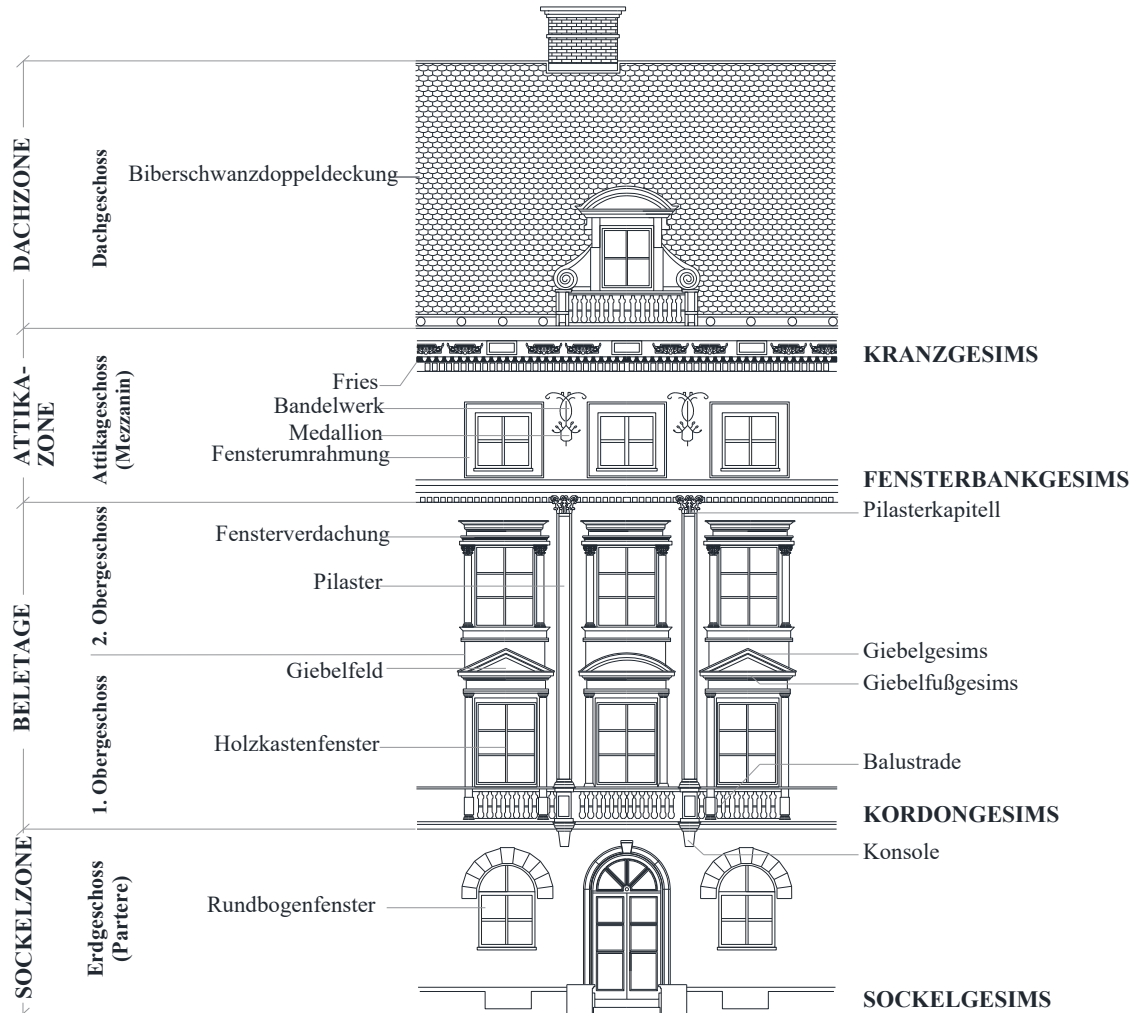 DACHZONE
Dachgeschoss
Biberschwanzdoppeldeckung
ATTIKA-
ZONE
Attikageschoss
(Mezzanin)
KRANZGESIMS
Fries
Bandelwerk
Medallion
Fensterumrahmung
FENSTERBANKGESIMS
Pilasterkapitell
BELETAGE
2. Obergeschoss
Fensterverdachung
Pilaster
Giebelgesims
Giebelfeld
Giebelfußgesims
1. Obergeschoss
Holzkastenfenster
Balustrade
KORDONGESIMS
Konsole
SOCKELZONE
Erdgeschoss
(Partere)
Rundbogenfenster
SOCKELGESIMS